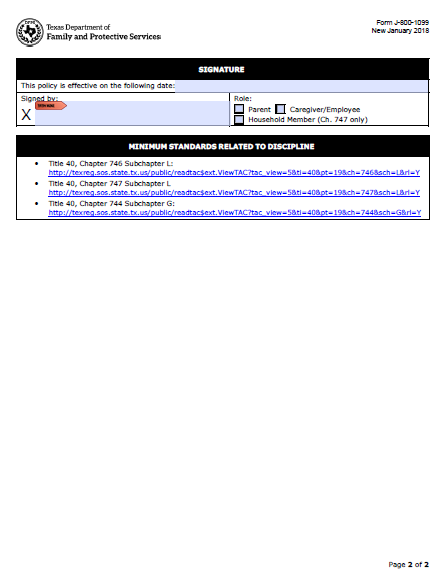 Texas Department of
Family and Protective Services
Form J-800-1099
New January 2018
SIGNATURE
This policy is effective on the following date:
Signed by:
X
Role:
Parent Caregiver/Employee
Household Member (Ch. 747 only)
MINIMUM STANDARDS RELATED TO DISCIPLINE
• Title 40, Chapter 746 Subchapter L:
http://texreg.sos.state.tx.us/public/readtac$ext.ViewTAC?tac_view=5&ti=40&pt=19&ch=746&sch=L&rl=Y
• Title 40, Chapter 747 Subchapter L
http://texreg.sos.state.tx.us/public/readtac$ext.ViewTAC?tac_view=5&ti=40&pt=19&ch=747&sch=L&rl=Y
• Title 40, Chapter 744 Subchapter G:
http://texreg.sos.state.tx.us/public/readtac$ext.ViewTAC?tac_view=5&ti=40&pt=19&ch=744&sch=G&rl=Y
Page 2 of 2